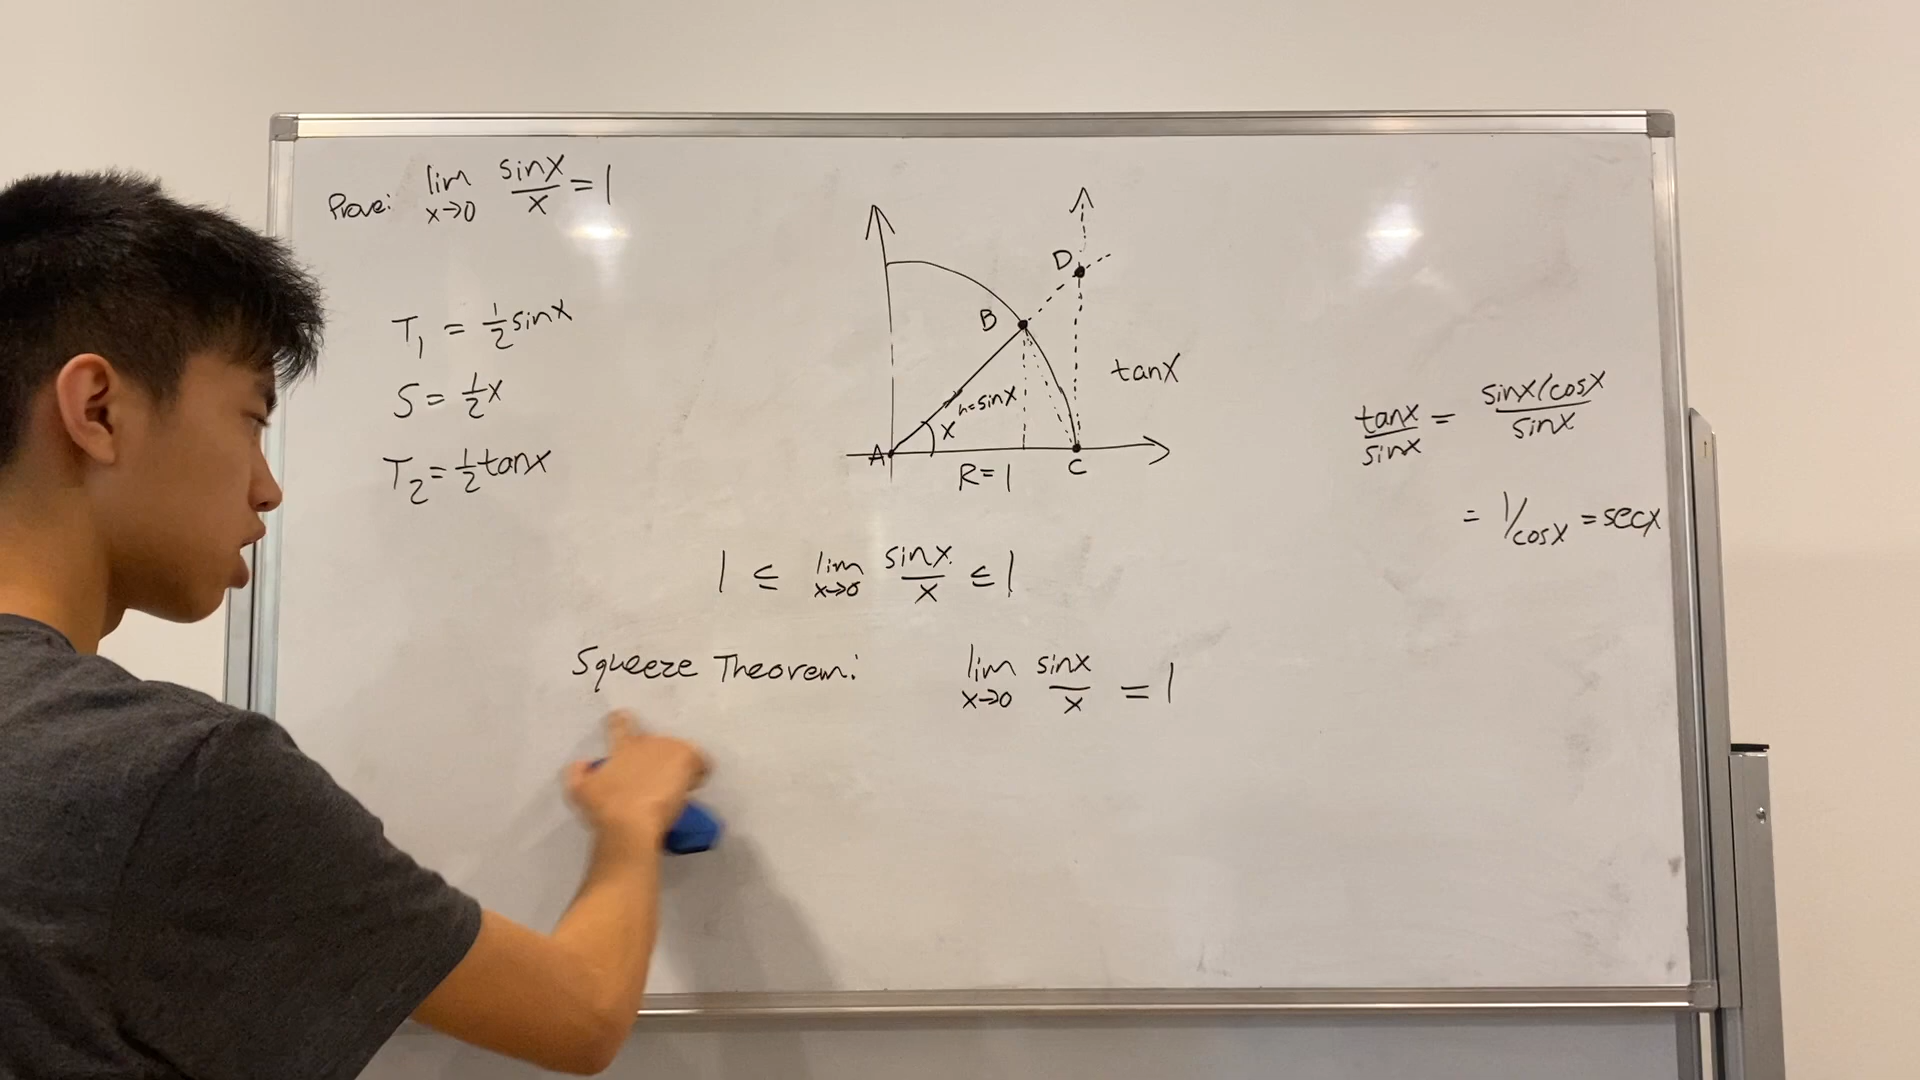 Prove: lim x→0 sinx/x = 1
T₁ = 1/2 sinx
S = 1/2 x
T₂ = 1/2 tanx
D
B
h=sinx
x
A
R=1
C
tanx
tanx/sinx = (sinx/cosx)/sinx
= 1/cosx = secx
1 ≤ lim x→0 sinx/x ≤ 1
Squeeze Theorem: lim x→0 sinx/x = 1